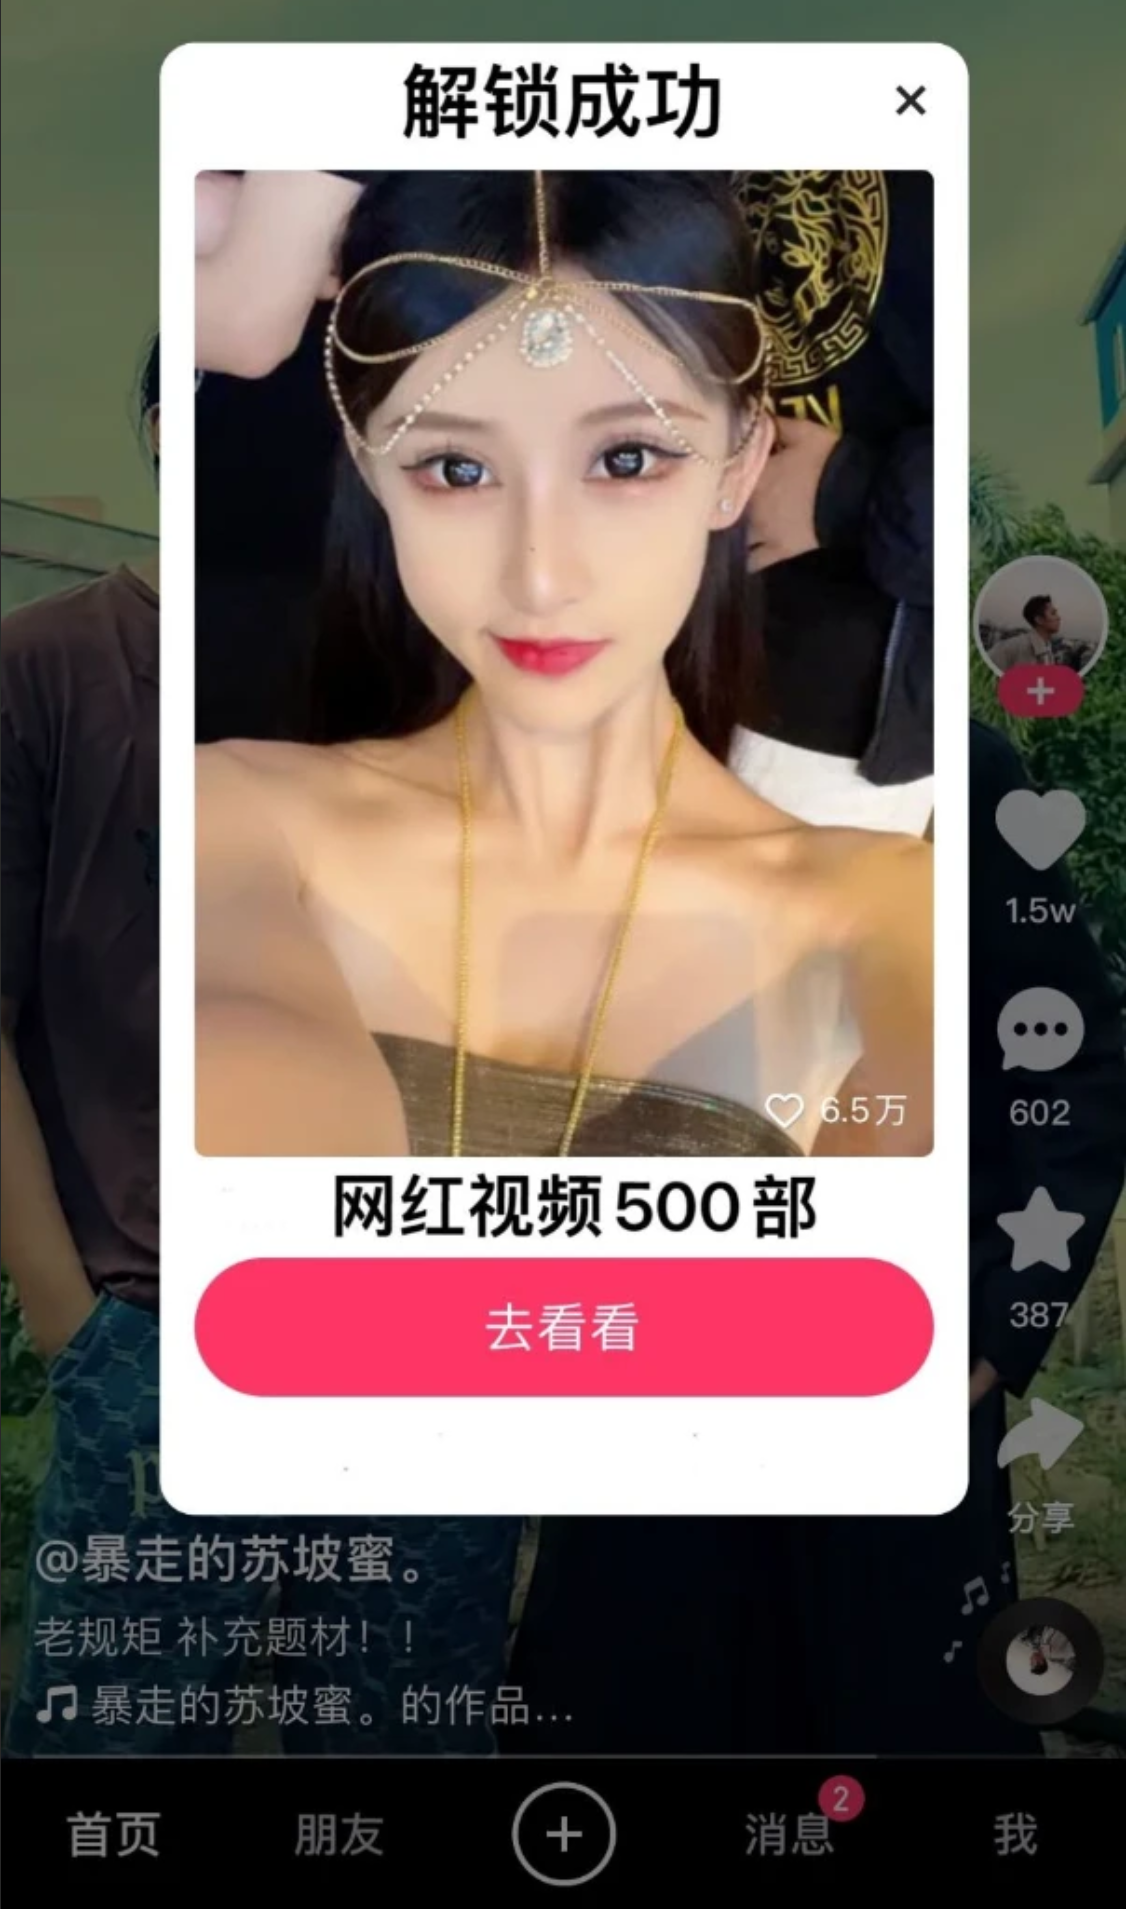 解锁成功
6.5万
网红视频500部
去看看
1.5w
602
387
分享
@暴走的苏坡蜜。
老规矩 补充题材！！
暴走的苏坡蜜。的作品...
首页
朋友
消息
2
我